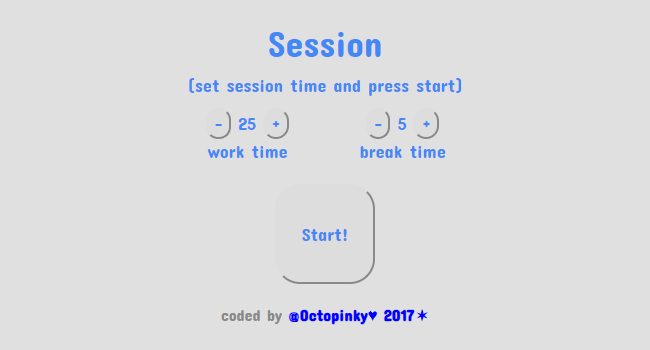 Session
(set session time and press start)
- 25 + - 5 +
work time break time
Start!
coded by @Octopinky♥ 2017✶